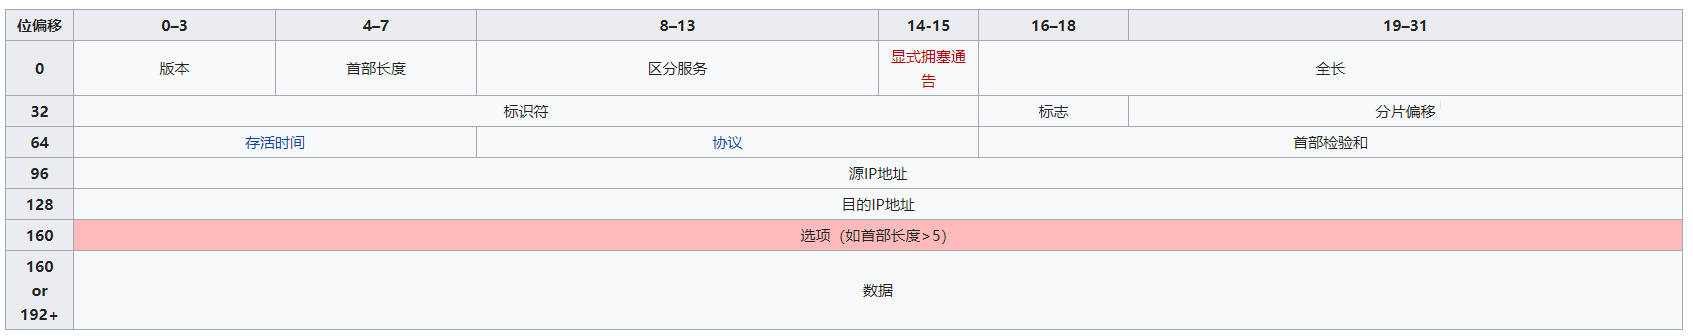 位偏移 0–3 4–7 8–13 14-15 16–18 19–31
0 版本 首部长度 区分服务 显式拥塞通告 全长
32 标识符 标志 分片偏移
64 存活时间 协议 首部检验和
96 源IP地址
128 目的IP地址
160 选项（如首部长度>5）
160 or 192+ 数据